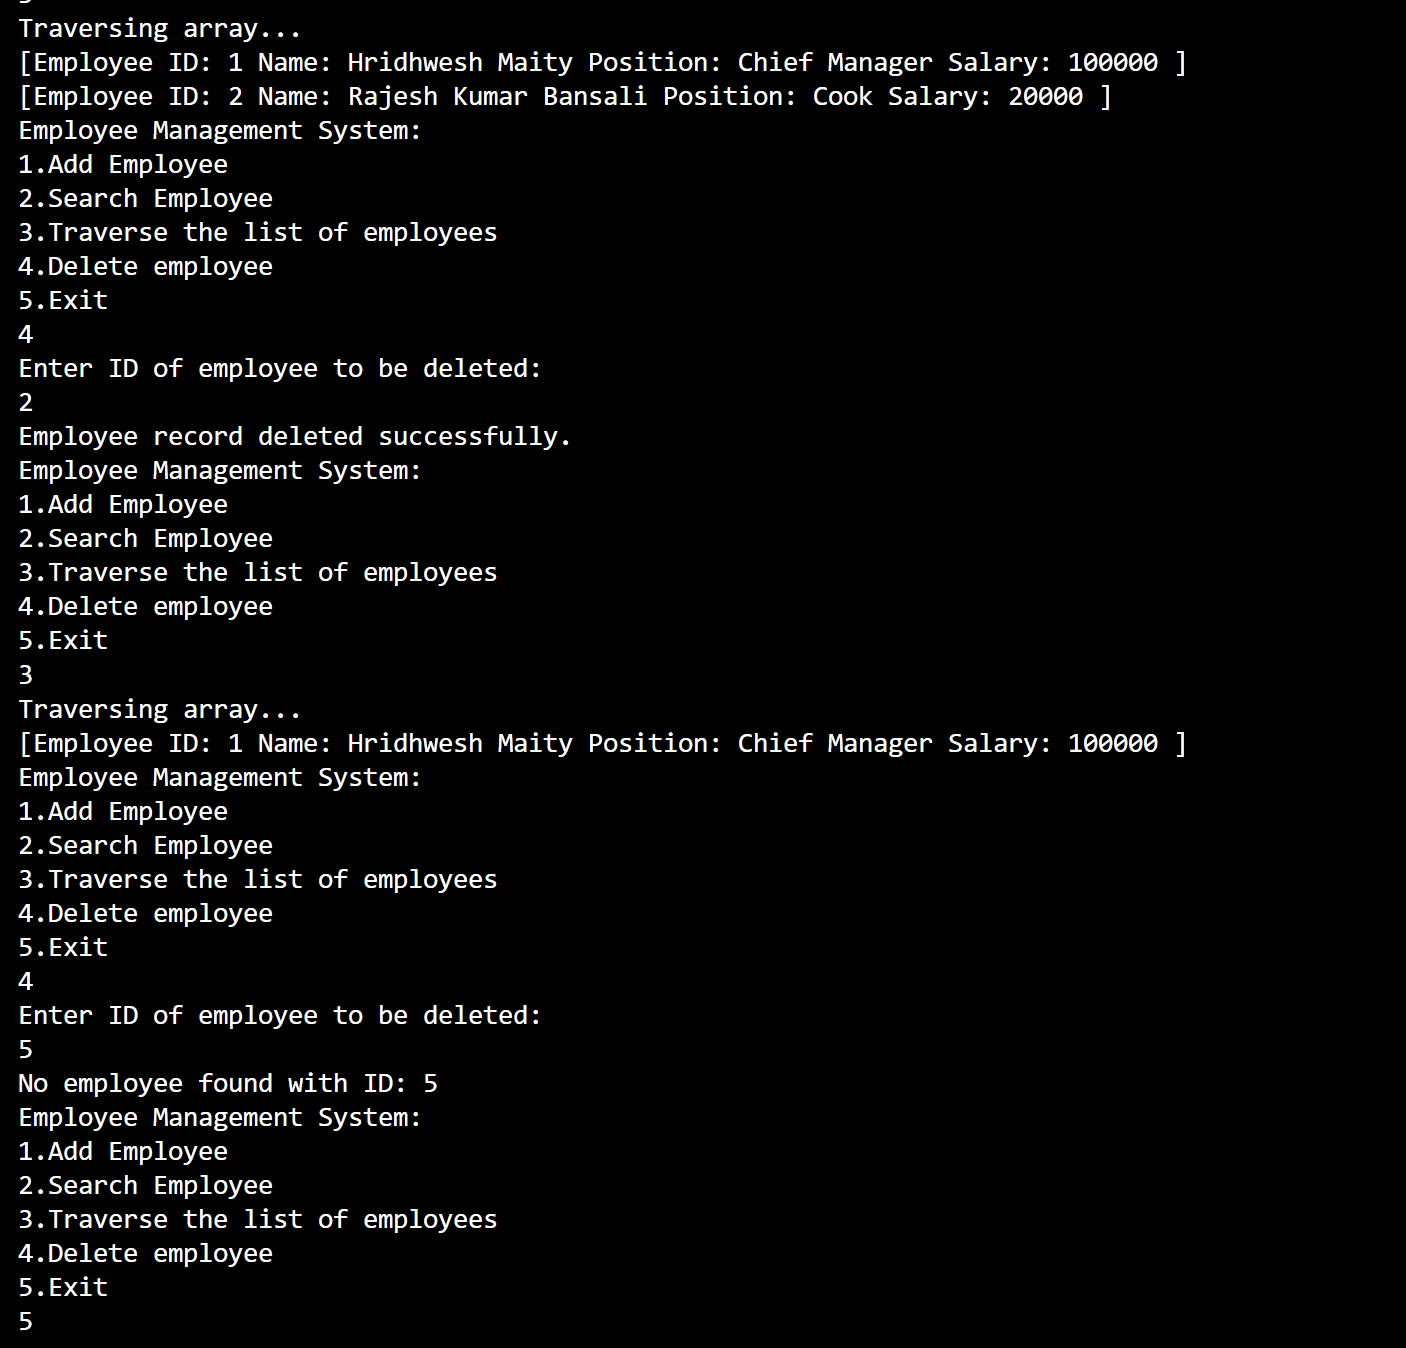 Traversing array...
[Employee ID: 1 Name: Hridhwesh Maity Position: Chief Manager Salary: 100000 ]
[Employee ID: 2 Name: Rajesh Kumar Bansali Position: Cook Salary: 20000 ]
Employee Management System:
1.Add Employee
2.Search Employee
3.Traverse the list of employees
4.Delete employee
5.Exit
4
Enter ID of employee to be deleted:
2
Employee record deleted successfully.
Employee Management System:
1.Add Employee
2.Search Employee
3.Traverse the list of employees
4.Delete employee
5.Exit
3
Traversing array...
[Employee ID: 1 Name: Hridhwesh Maity Position: Chief Manager Salary: 100000 ]
Employee Management System:
1.Add Employee
2.Search Employee
3.Traverse the list of employees
4.Delete employee
5.Exit
4
Enter ID of employee to be deleted:
5
No employee found with ID: 5
Employee Management System:
1.Add Employee
2.Search Employee
3.Traverse the list of employees
4.Delete employee
5.Exit
5